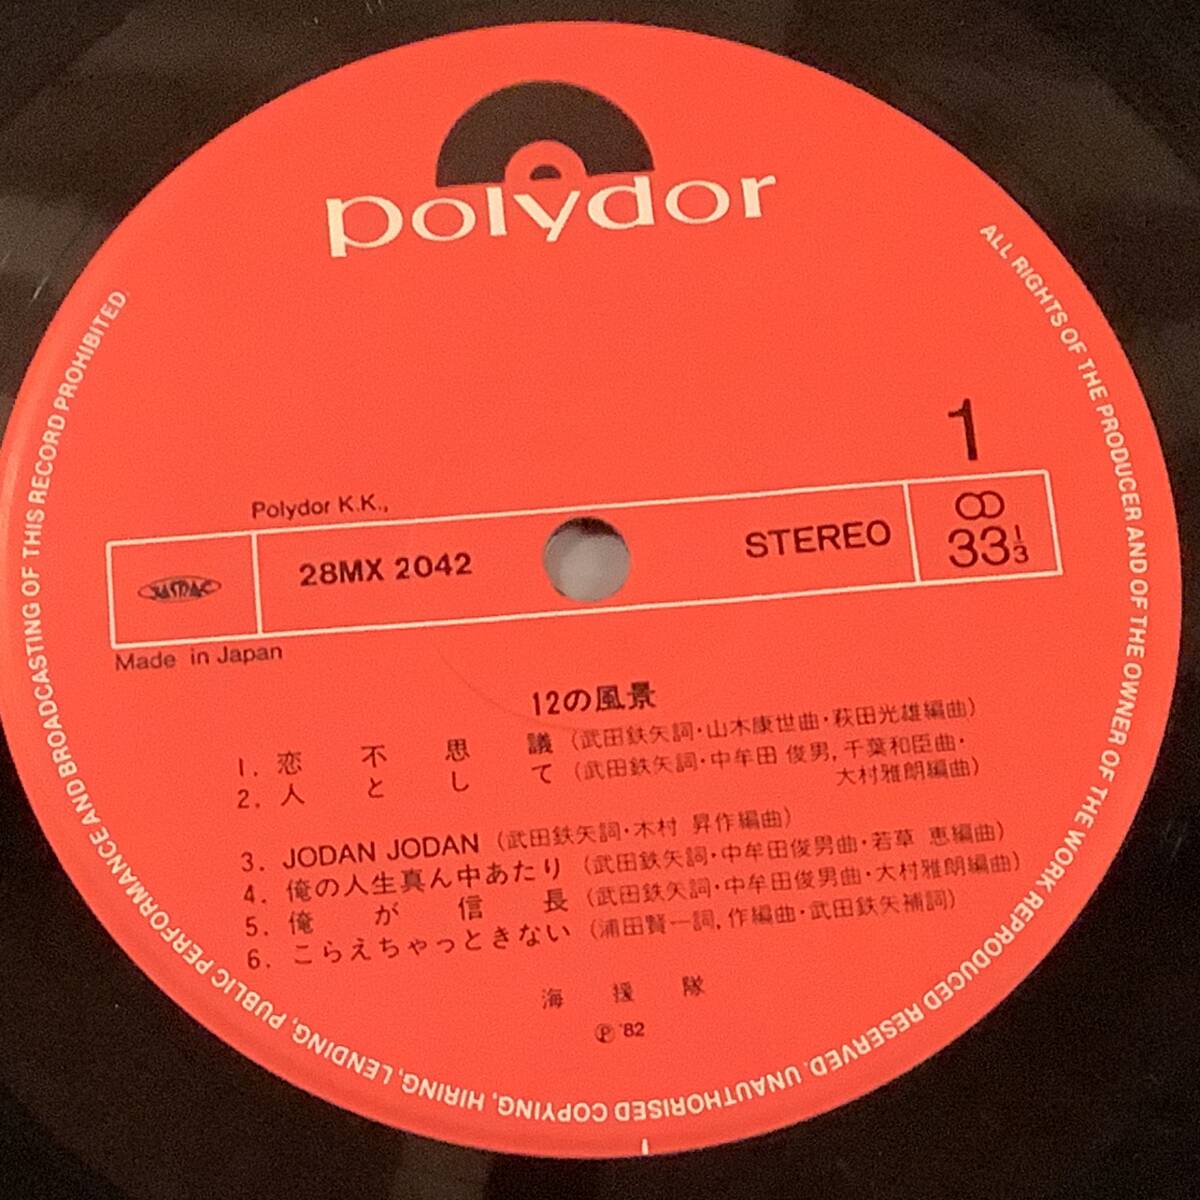 polydor
ALL RIGHTS OF THE PRODUCER AND OF THE OWNER OF THE WORK REPRODUCED RESERVED. UNAUTHORISED COPYING, HIRING, LENDING, PUBLIC PERFORMANCE AND BROADCASTING OF THIS RECORD PROHIBITED.
1
Polydor K.K.,
JASRAC
28MX 2042
STEREO
33 1/3
Made in Japan
12の風景
1. 恋不思議 (武田鉄矢詞・山木康世曲・萩田光雄編曲)
2. 人として (武田鉄矢詞・中牟田 俊男, 千葉和臣曲・
大村雅朗編曲)
3. JODAN JODAN (武田鉄矢詞・木村 昇作編曲)
4. 俺の人生真ん中あたり (武田鉄矢詞・中牟田俊男曲・若草 恵編曲)
5. 俺が信長 (武田鉄矢詞・中牟田俊男曲・大村雅朗編曲)
6. こらえちゃっときない (浦田賢一詞, 作編曲・武田鉄矢補詞)
海援隊
Ⓟ '82